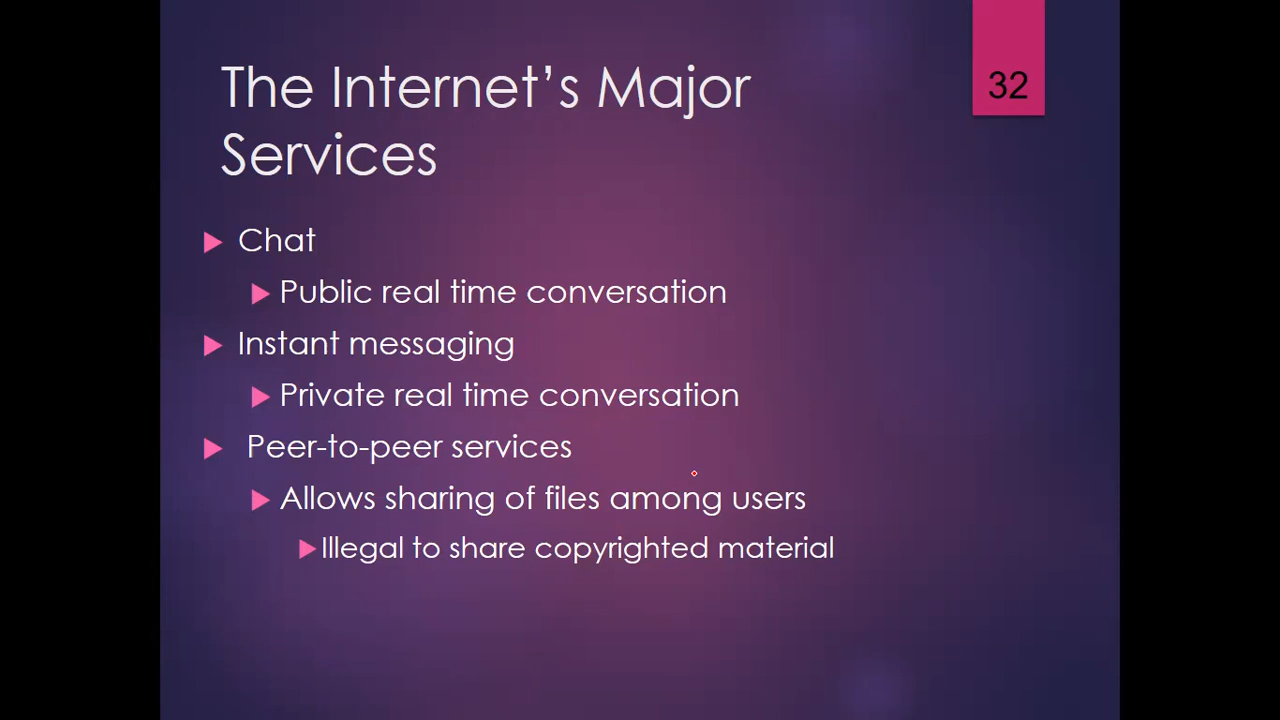 The Internet’s Major
Services
32
Chat
Public real time conversation
Instant messaging
Private real time conversation
Peer-to-peer services
Allows sharing of files among users
Illegal to share copyrighted material